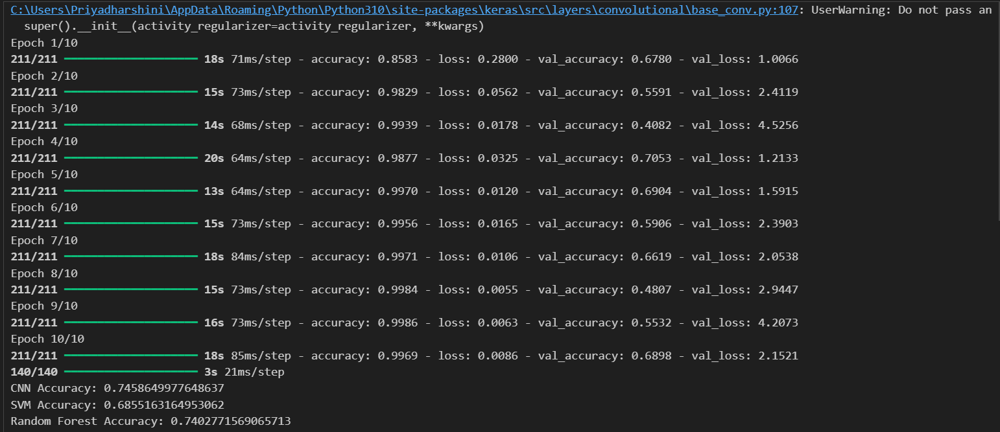 C:\Users\Priyadharshini\AppData\Roaming\Python\Python310\site-packages\keras\src\layers\convolutional\base_conv.py:107: UserWarning: Do not pass an
super().__init__(activity_regularizer=activity_regularizer, **kwargs)
Epoch 1/10
211/211 18s 71ms/step - accuracy: 0.8583 - loss: 0.2800 - val_accuracy: 0.6780 - val_loss: 1.0066
Epoch 2/10
211/211 15s 73ms/step - accuracy: 0.9829 - loss: 0.0562 - val_accuracy: 0.5591 - val_loss: 2.4119
Epoch 3/10
211/211 14s 68ms/step - accuracy: 0.9939 - loss: 0.0178 - val_accuracy: 0.4082 - val_loss: 4.5256
Epoch 4/10
211/211 20s 64ms/step - accuracy: 0.9877 - loss: 0.0325 - val_accuracy: 0.7053 - val_loss: 1.2133
Epoch 5/10
211/211 13s 64ms/step - accuracy: 0.9970 - loss: 0.0120 - val_accuracy: 0.6904 - val_loss: 1.5915
Epoch 6/10
211/211 15s 73ms/step - accuracy: 0.9956 - loss: 0.0165 - val_accuracy: 0.5906 - val_loss: 2.3903
Epoch 7/10
211/211 18s 84ms/step - accuracy: 0.9971 - loss: 0.0106 - val_accuracy: 0.6619 - val_loss: 2.0538
Epoch 8/10
211/211 15s 73ms/step - accuracy: 0.9984 - loss: 0.0055 - val_accuracy: 0.4807 - val_loss: 2.9447
Epoch 9/10
211/211 16s 73ms/step - accuracy: 0.9986 - loss: 0.0063 - val_accuracy: 0.5532 - val_loss: 4.2073
Epoch 10/10
211/211 18s 85ms/step - accuracy: 0.9969 - loss: 0.0086 - val_accuracy: 0.6898 - val_loss: 2.1521
140/140 3s 21ms/step
CNN Accuracy: 0.7458649977648637
SVM Accuracy: 0.6855163164953062
Random Forest Accuracy: 0.7402771569065713